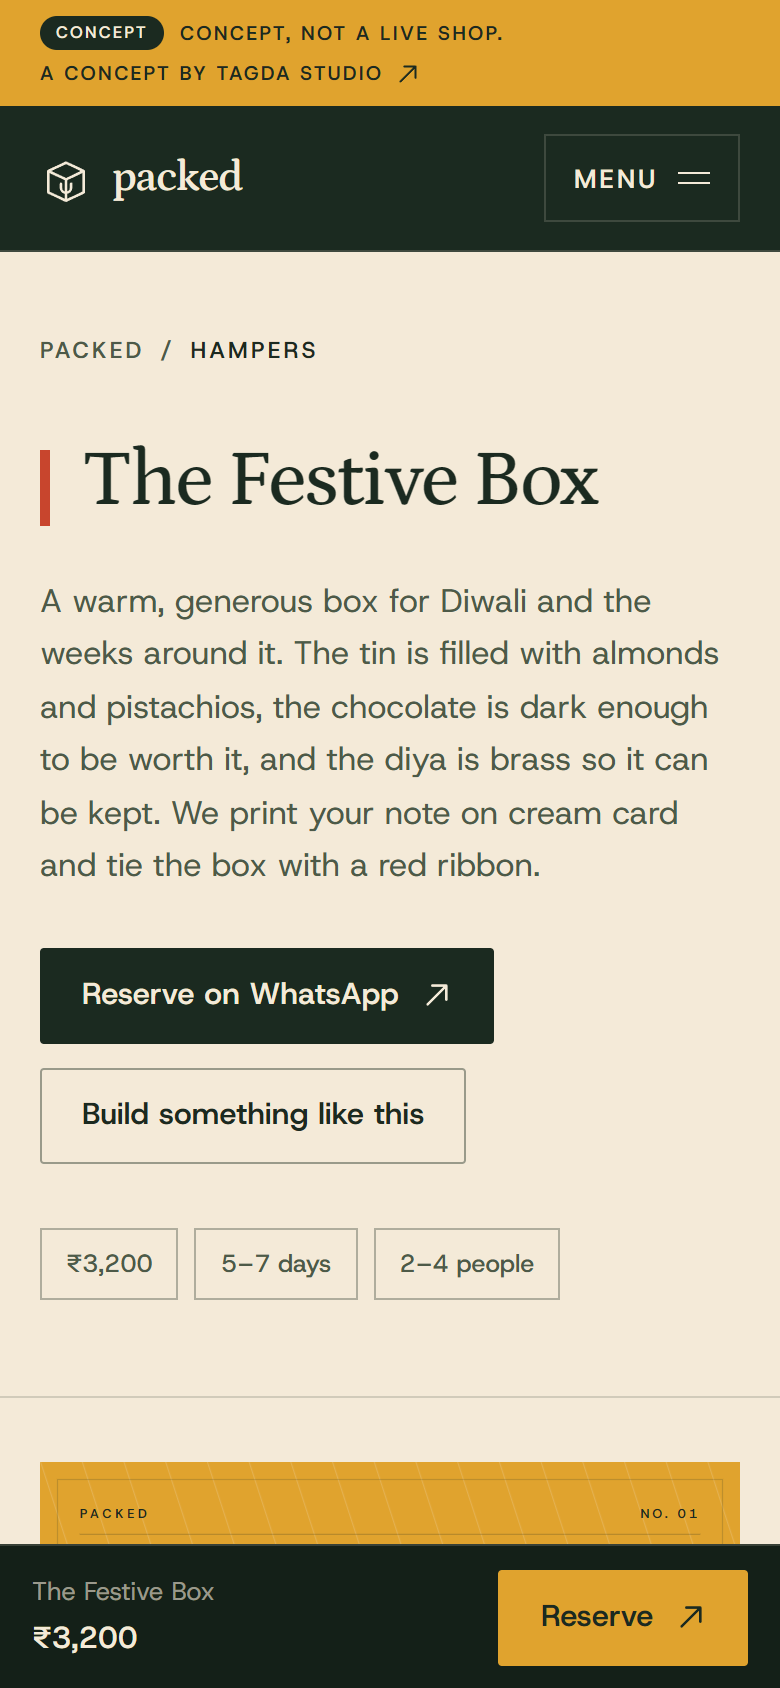 CONCEPT CONCEPT, NOT A LIVE SHOP.
A CONCEPT BY TAGDA STUDIO
packed
MENU
PACKED / HAMPERS
The Festive Box
A warm, generous box for Diwali and the
weeks around it. The tin is filled with almonds
and pistachios, the chocolate is dark enough
to be worth it, and the diya is brass so it can
be kept. We print your note on cream card
and tie the box with a red ribbon.
Reserve on WhatsApp
Build something like this
₹3,200 5–7 days 2–4 people
PACKED NO. 01
The Festive Box
₹3,200
Reserve